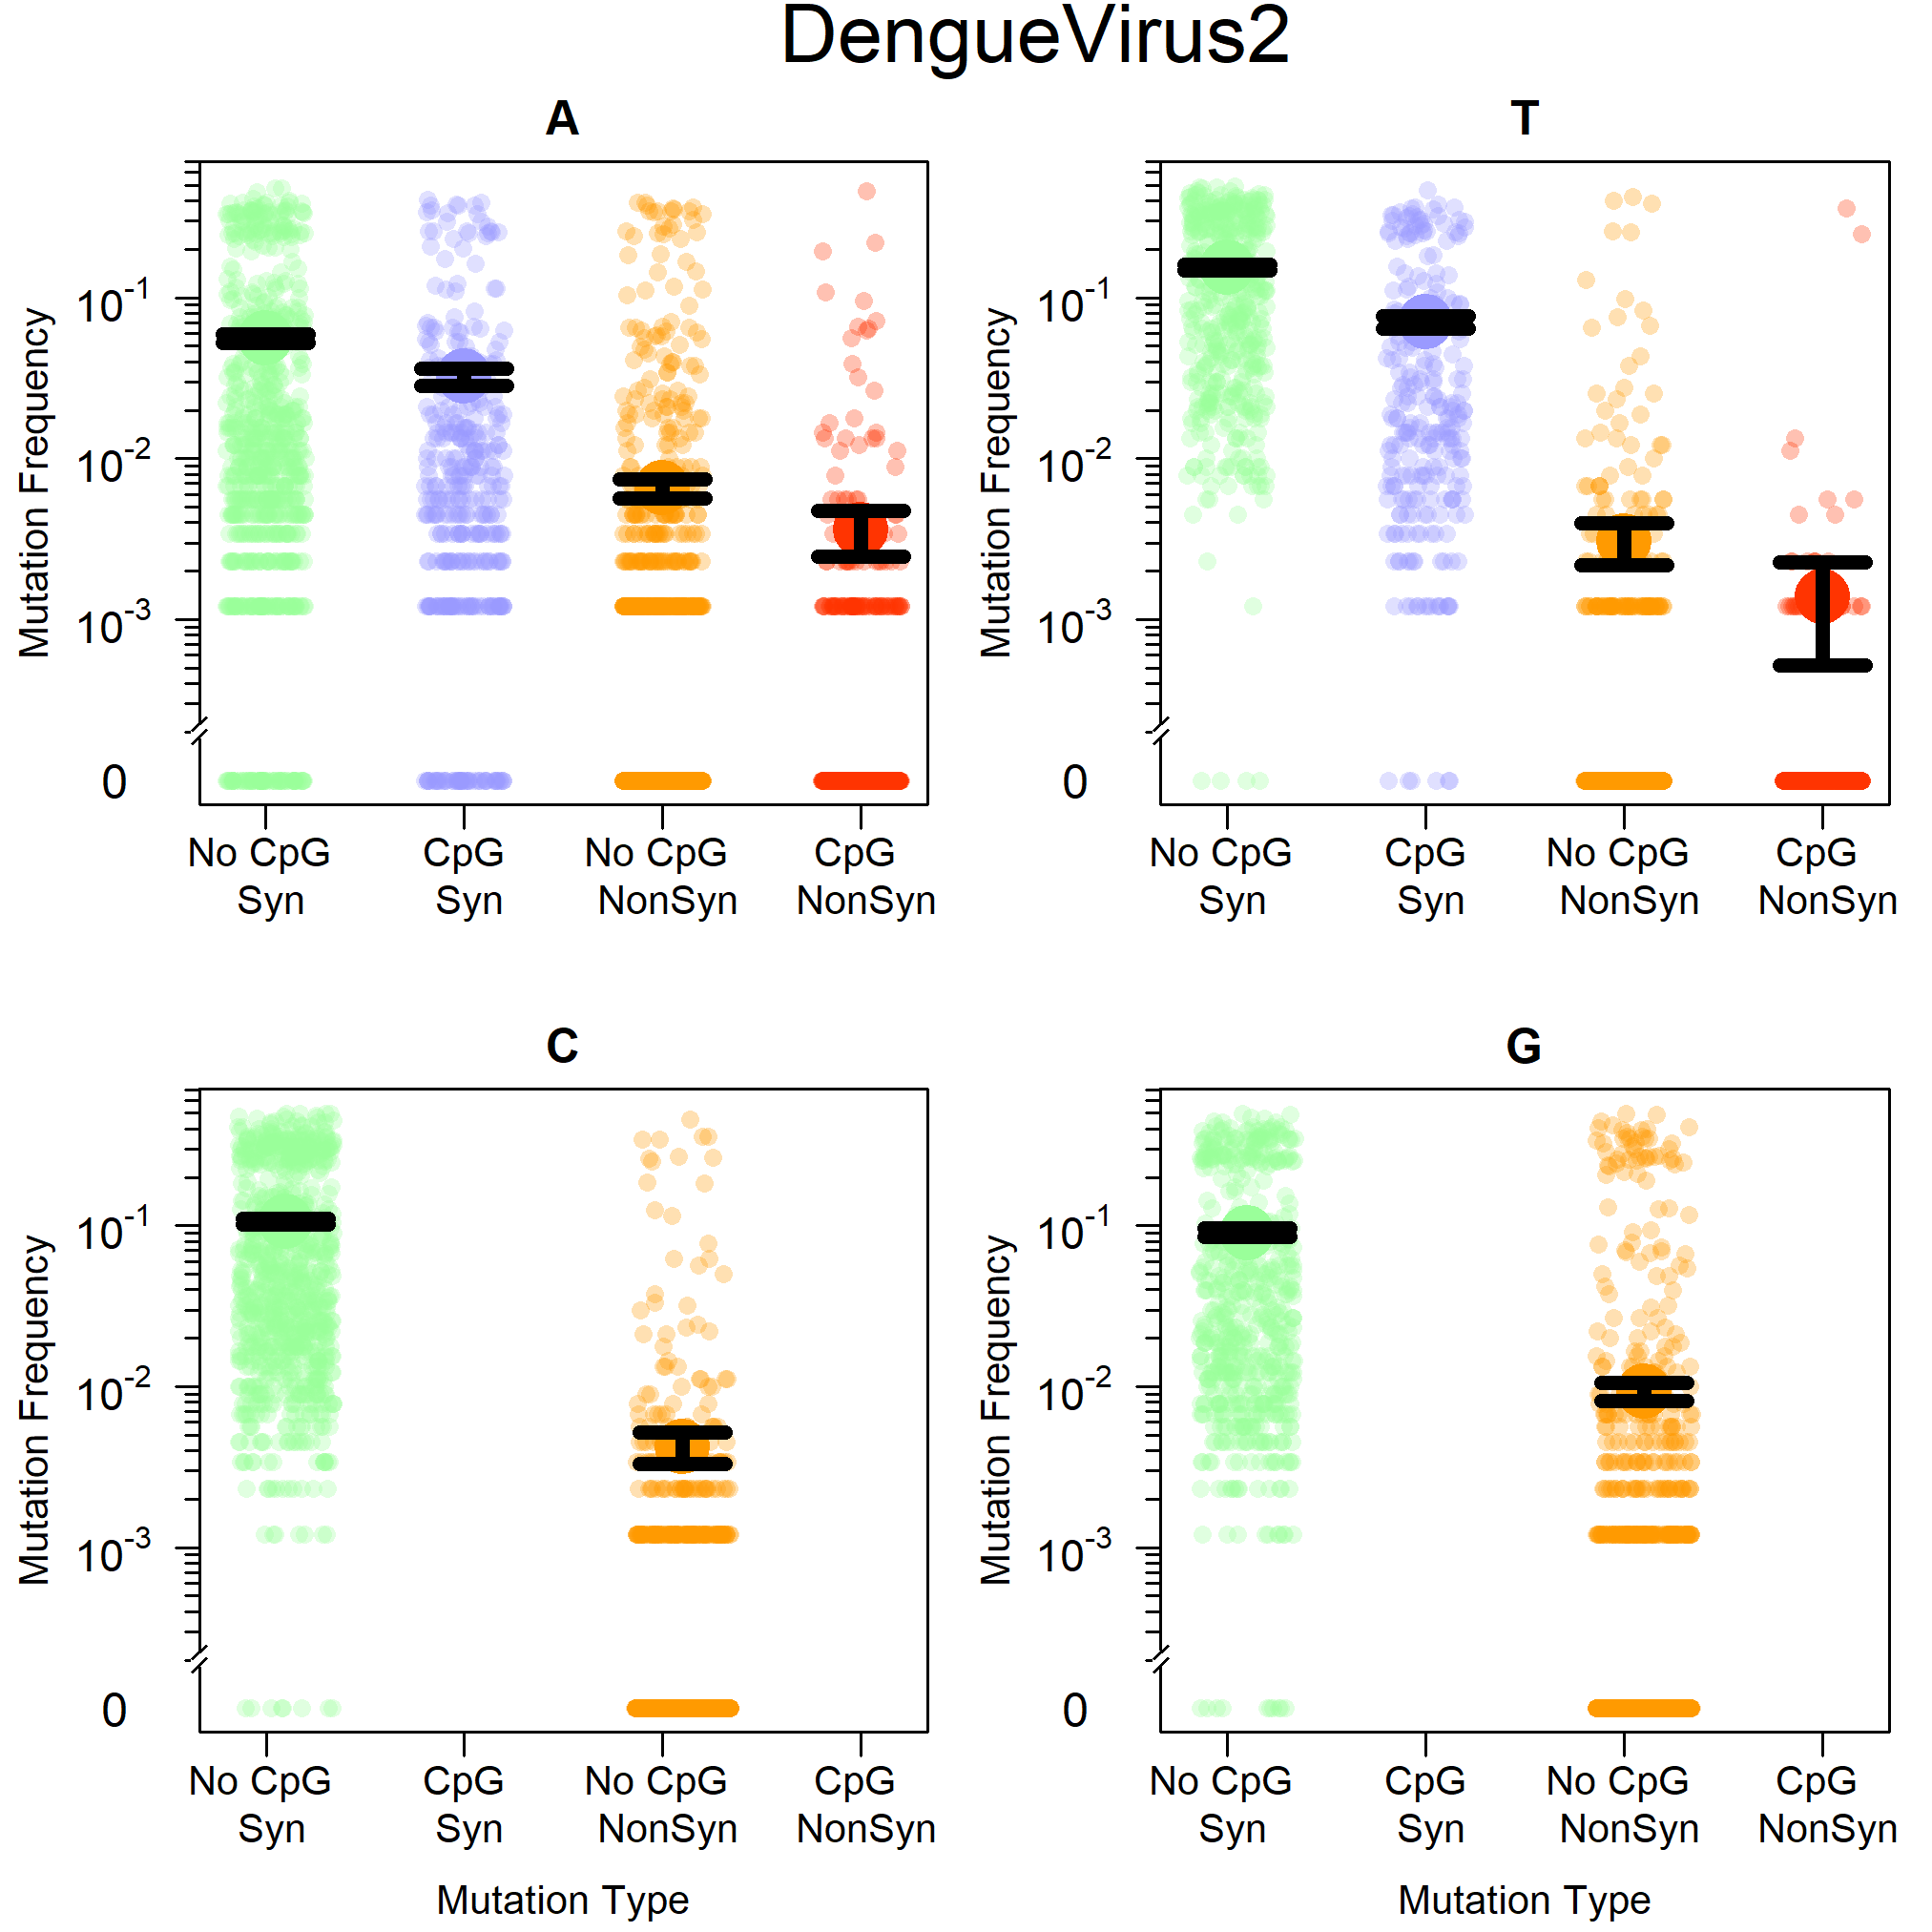 DengueVirus2
A
Mutation Frequency
10-1
10-2
10-3
0
No CpG CpG No CpG CpG
Syn Syn NonSyn NonSyn
T
Mutation Frequency
10-1
10-2
10-3
0
No CpG CpG No CpG CpG
Syn Syn NonSyn NonSyn
C
Mutation Frequency
10-1
10-2
10-3
0
No CpG CpG No CpG CpG
Syn Syn NonSyn NonSyn
Mutation Type
G
Mutation Frequency
10-1
10-2
10-3
0
No CpG CpG No CpG CpG
Syn Syn NonSyn NonSyn
Mutation Type